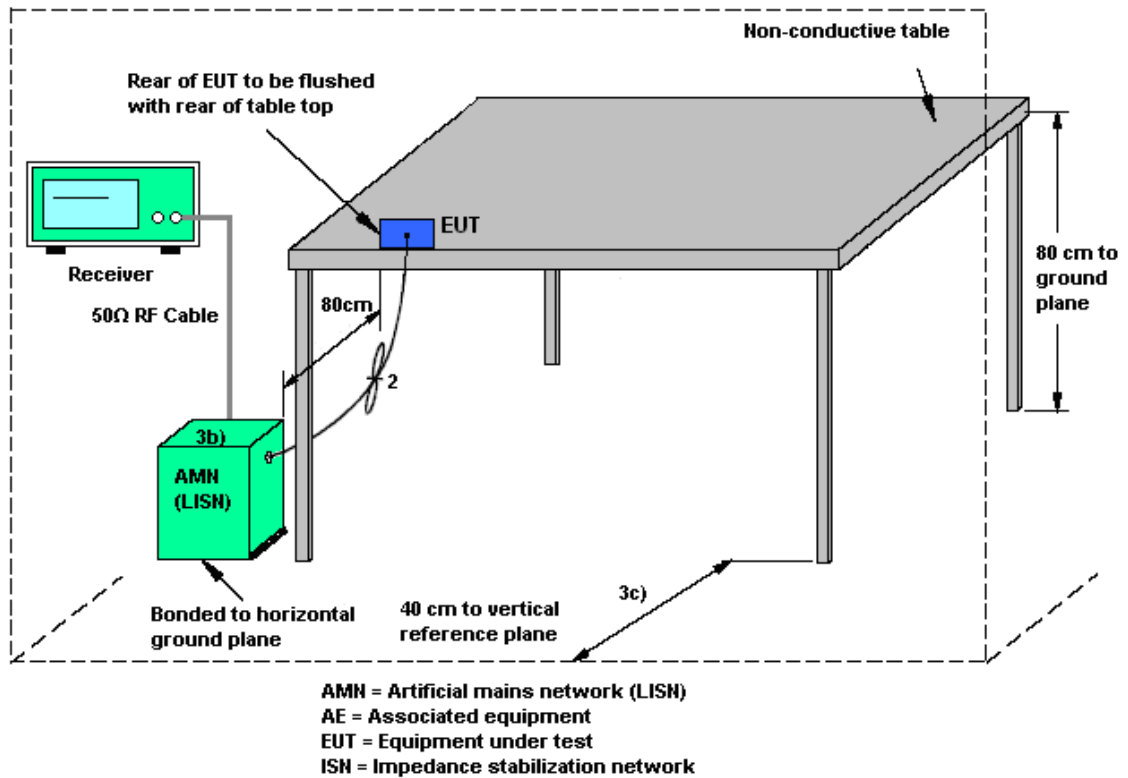 Non-conductive table
Rear of EUT to be flushed
with rear of table top
EUT
Receiver
80cm
80 cm to
ground
plane
50Ω RF Cable
2
3b)
AMN
(LISN)
3c)
Bonded to horizontal
ground plane
40 cm to vertical
reference plane
AMN = Artificial mains network (LISN)
AE = Associated equipment
EUT = Equipment under test
ISN = Impedance stabilization network